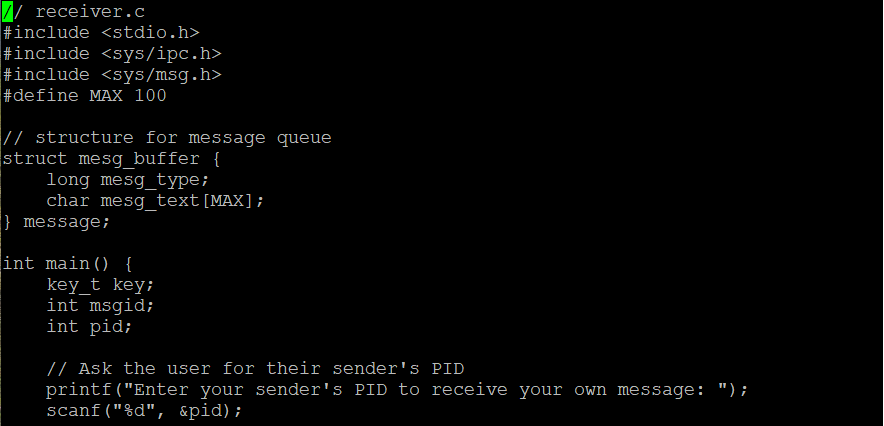 // receiver.c
#include <stdio.h>
#include <sys/ipc.h>
#include <sys/msg.h>
#define MAX 100
// structure for message queue
struct mesg_buffer {
    long mesg_type;
    char mesg_text[MAX];
} message;
int main() {
    key_t key;
    int msgid;
    int pid;
    // Ask the user for their sender's PID
    printf("Enter your sender's PID to receive your own message: ");
    scanf("%d", &pid);